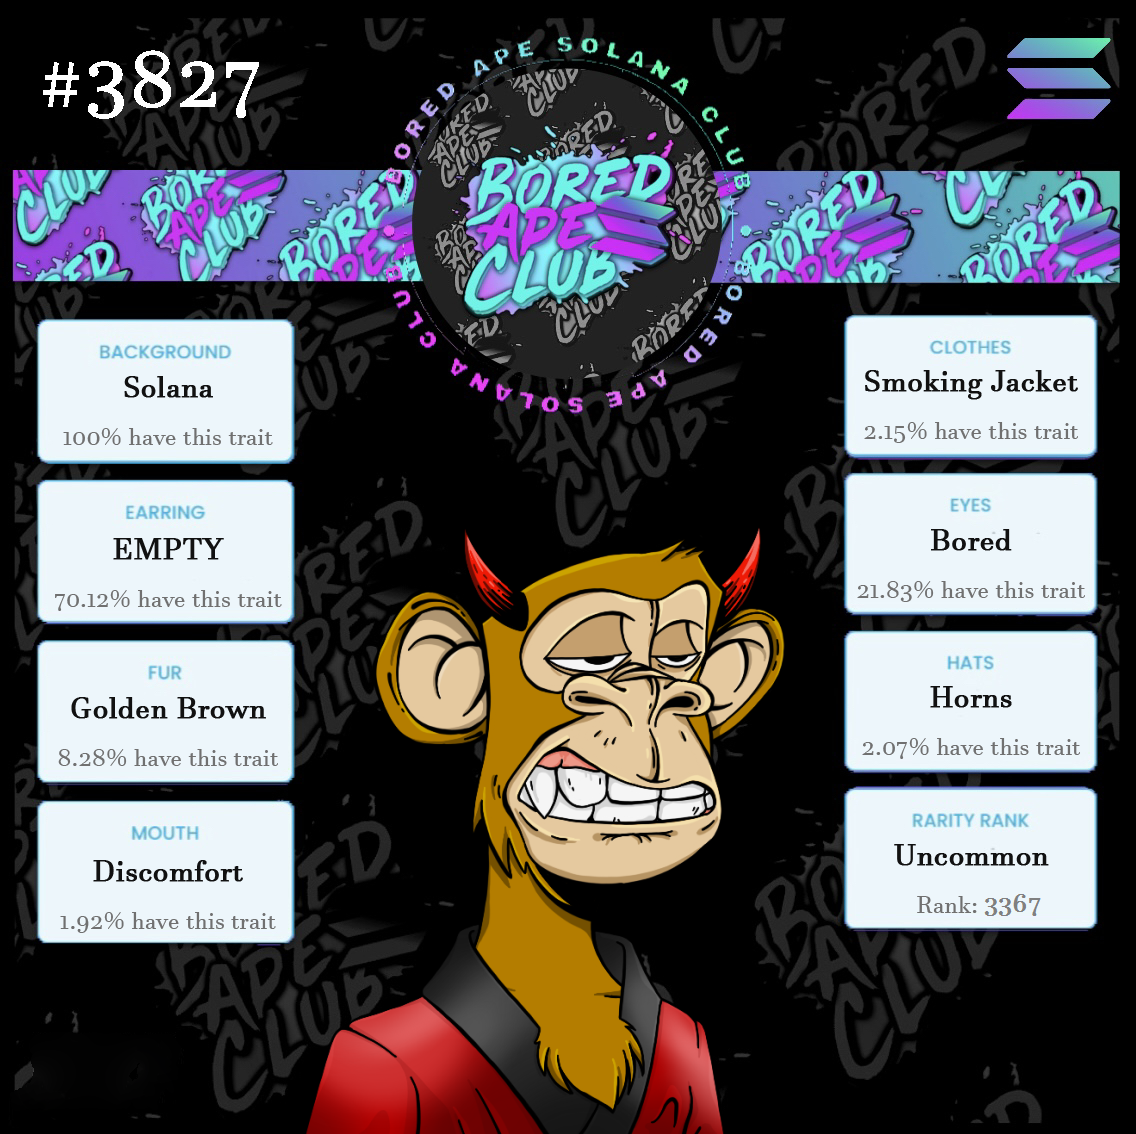 #3827
BORED APE SOLANA CLUB
BORED APE SOLANA CLUB
BORED
APE
CLUB
BACKGROUND
Solana
100% have this trait
EARRING
EMPTY
70.12% have this trait
FUR
Golden Brown
8.28% have this trait
MOUTH
Discomfort
1.92% have this trait
CLOTHES
Smoking Jacket
2.15% have this trait
EYES
Bored
21.83% have this trait
HATS
Horns
2.07% have this trait
RARITY RANK
Uncommon
Rank: 3367